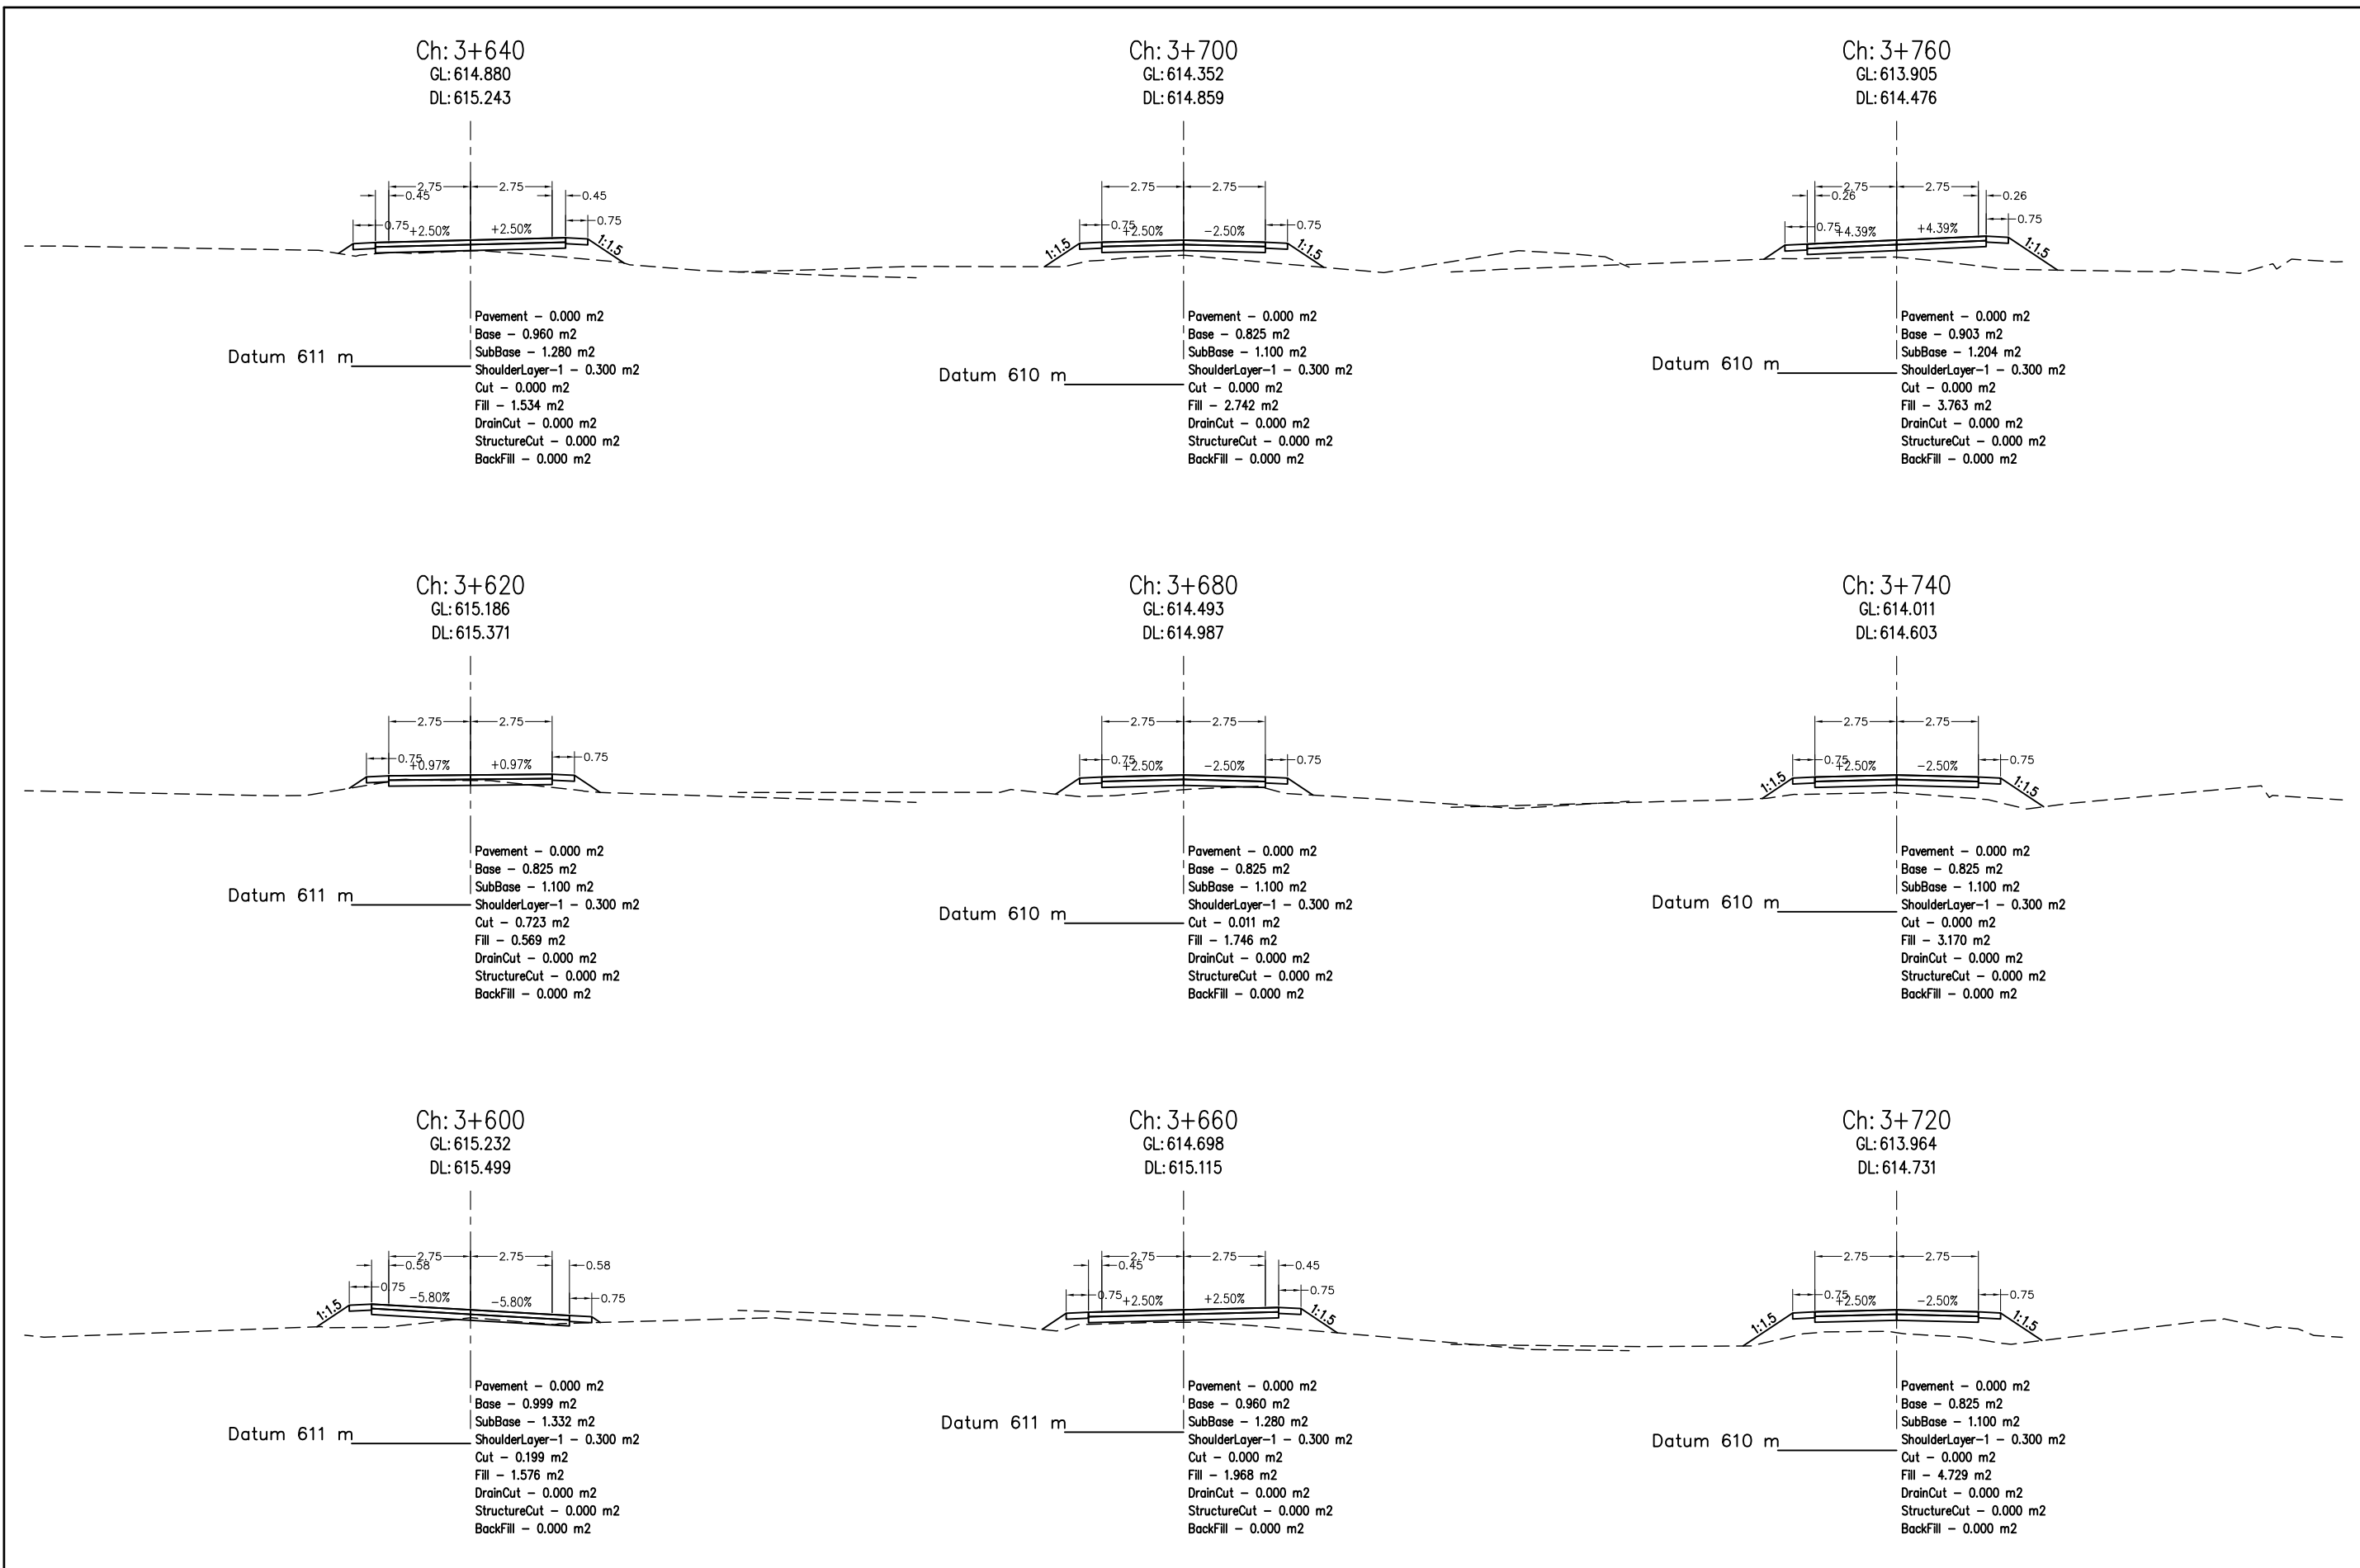 Ch: 3+640
GL: 614.880
DL: 615.243
2.75
2.75
0.45
0.45
0.75
0.75
+2.50%
+2.50%
1:1.5
Pavement - 0.000 m2
Base - 0.960 m2
SubBase - 1.280 m2
Datum 611 m
ShoulderLayer-1 - 0.300 m2
Cut - 0.000 m2
Fill - 1.534 m2
DrainCut - 0.000 m2
StructureCut - 0.000 m2
BackFill - 0.000 m2
Ch: 3+700
GL: 614.352
DL: 614.859
2.75
2.75
0.75
0.75
+2.50%
-2.50%
1:1.5
1:1.5
Pavement - 0.000 m2
Base - 0.825 m2
SubBase - 1.100 m2
ShoulderLayer-1 - 0.300 m2
Datum 610 m
Cut - 0.000 m2
Fill - 2.742 m2
DrainCut - 0.000 m2
StructureCut - 0.000 m2
BackFill - 0.000 m2
Ch: 3+760
GL: 613.905
DL: 614.476
2.75
2.75
0.26
0.26
0.75
0.75
+4.39%
+4.39%
1:1.5
Pavement - 0.000 m2
Base - 0.903 m2
SubBase - 1.204 m2
Datum 610 m
ShoulderLayer-1 - 0.300 m2
Cut - 0.000 m2
Fill - 3.763 m2
DrainCut - 0.000 m2
StructureCut - 0.000 m2
BackFill - 0.000 m2
Ch: 3+620
GL: 615.186
DL: 615.371
2.75
2.75
0.75
0.75
+0.97%
+0.97%
Pavement - 0.000 m2
Base - 0.825 m2
SubBase - 1.100 m2
Datum 611 m
ShoulderLayer-1 - 0.300 m2
Cut - 0.723 m2
Fill - 0.569 m2
DrainCut - 0.000 m2
StructureCut - 0.000 m2
BackFill - 0.000 m2
Ch: 3+680
GL: 614.493
DL: 614.987
2.75
2.75
0.75
0.75
+2.50%
-2.50%
Pavement - 0.000 m2
Base - 0.825 m2
SubBase - 1.100 m2
ShoulderLayer-1 - 0.300 m2
Datum 610 m
Cut - 0.011 m2
Fill - 1.746 m2
DrainCut - 0.000 m2
StructureCut - 0.000 m2
BackFill - 0.000 m2
Ch: 3+740
GL: 614.011
DL: 614.603
2.75
2.75
0.75
0.75
+2.50%
-2.50%
1:1.5
1:1.5
Pavement - 0.000 m2
Base - 0.825 m2
SubBase - 1.100 m2
Datum 610 m
ShoulderLayer-1 - 0.300 m2
Cut - 0.000 m2
Fill - 3.170 m2
DrainCut - 0.000 m2
StructureCut - 0.000 m2
BackFill - 0.000 m2
Ch: 3+600
GL: 615.232
DL: 615.499
2.75
2.75
0.58
0.58
0.75
0.75
-5.80%
-5.80%
1:1.5
Pavement - 0.000 m2
Base - 0.999 m2
SubBase - 1.332 m2
Datum 611 m
ShoulderLayer-1 - 0.300 m2
Cut - 0.199 m2
Fill - 1.576 m2
DrainCut - 0.000 m2
StructureCut - 0.000 m2
BackFill - 0.000 m2
Ch: 3+660
GL: 614.698
DL: 615.115
2.75
2.75
0.45
0.45
0.75
0.75
+2.50%
+2.50%
1:1.5
Pavement - 0.000 m2
Base - 0.960 m2
SubBase - 1.280 m2
Datum 611 m
ShoulderLayer-1 - 0.300 m2
Cut - 0.000 m2
Fill - 1.968 m2
DrainCut - 0.000 m2
StructureCut - 0.000 m2
BackFill - 0.000 m2
Ch: 3+720
GL: 613.964
DL: 614.731
2.75
2.75
0.75
0.75
+2.50%
-2.50%
1:1.5
1:1.5
Pavement - 0.000 m2
Base - 0.825 m2
SubBase - 1.100 m2
Datum 610 m
ShoulderLayer-1 - 0.300 m2
Cut - 0.000 m2
Fill - 4.729 m2
DrainCut - 0.000 m2
StructureCut - 0.000 m2
BackFill - 0.000 m2